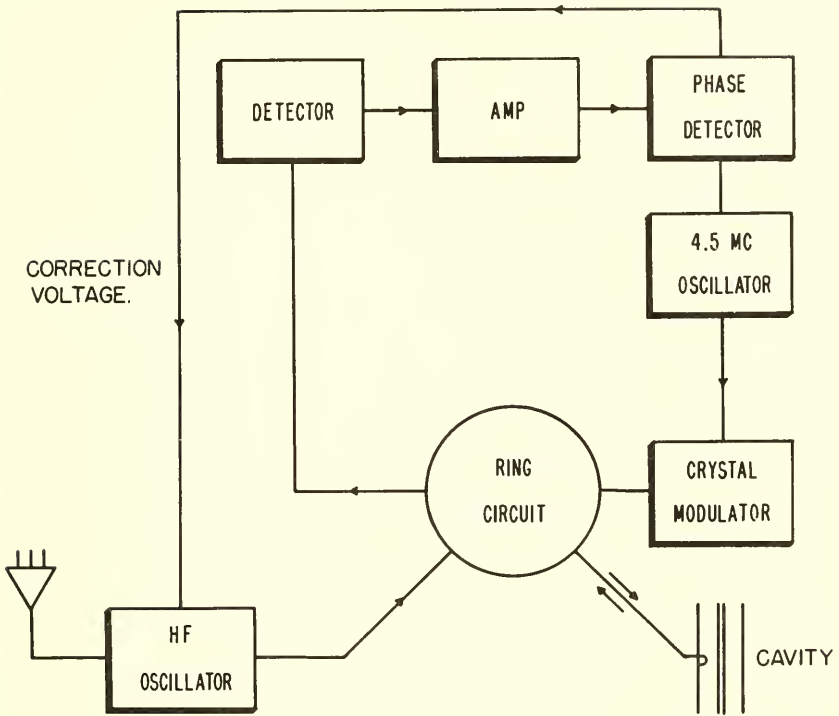 DETECTOR
AMP
PHASE
DETECTOR
4.5 MC
OSCILLATOR
CORRECTION
VOLTAGE.
RING
CIRCUIT
CRYSTAL
MODULATOR
HF
OSCILLATOR
CAVITY